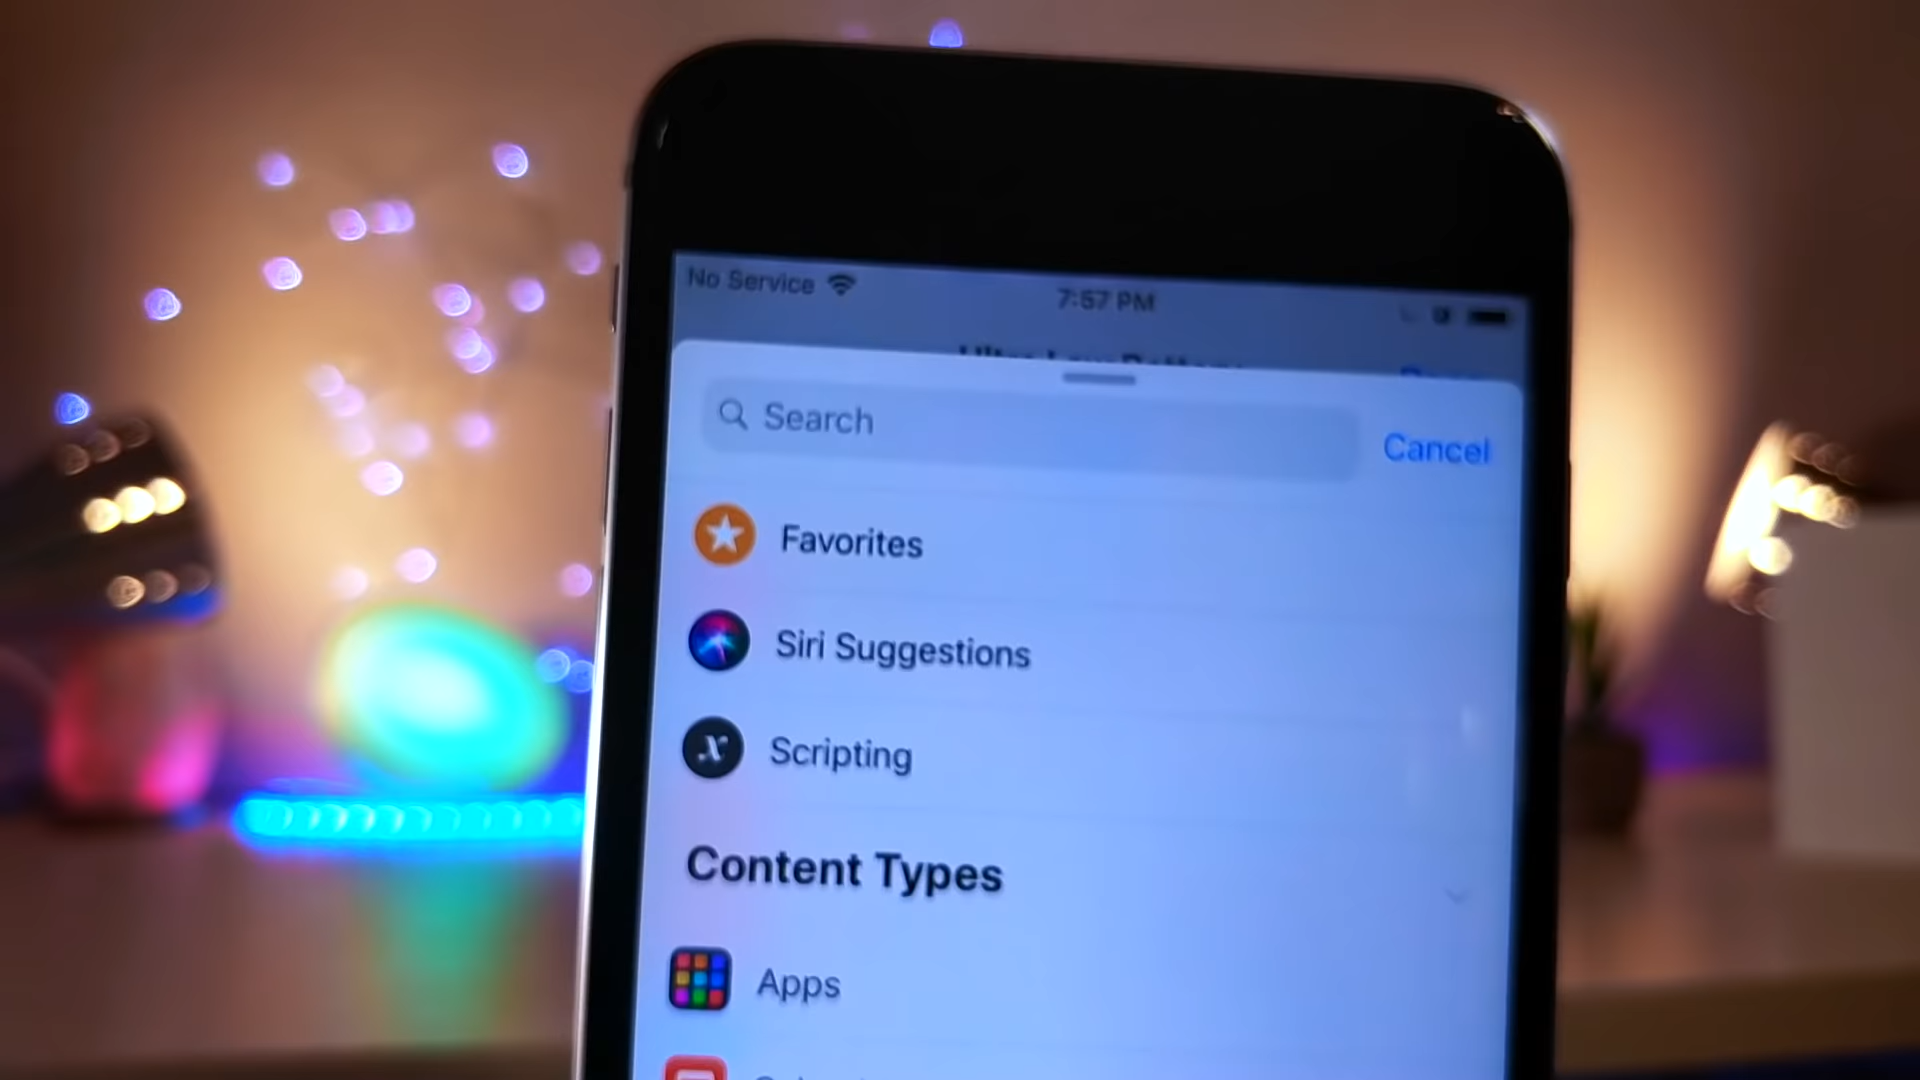 No Service
7:57 PM
Search
Cancel
Favorites
Siri Suggestions
x
Scripting
Content Types
Apps